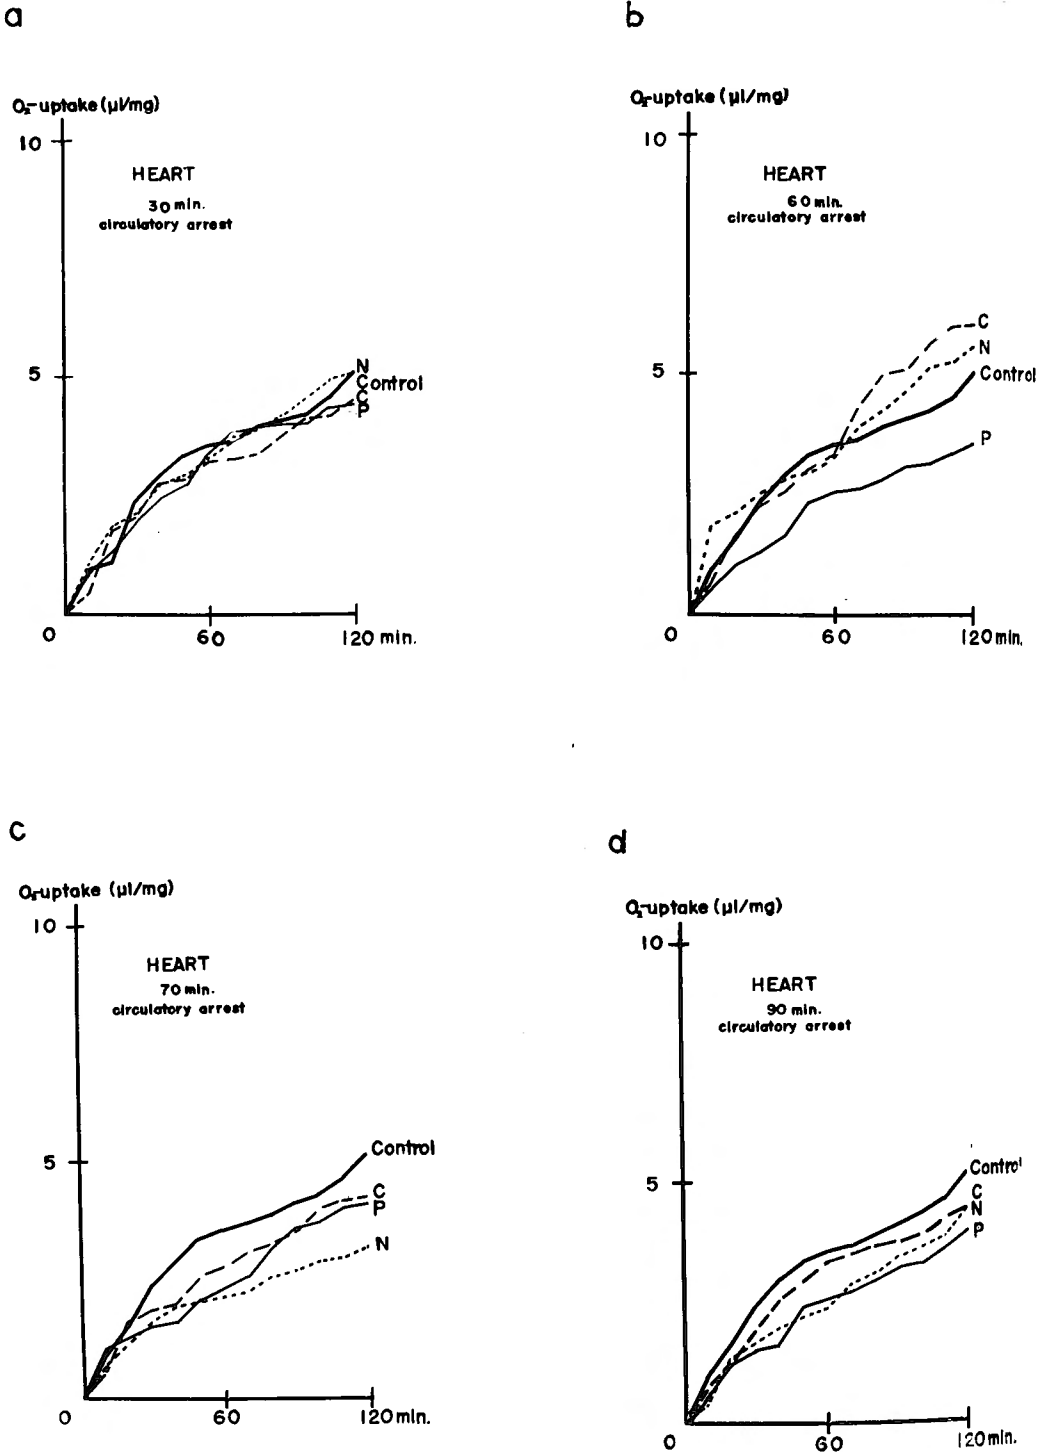 a
O₂-uptake (μl/mg)
10
HEART
30 min.
circulatory arrest
5
N
Control
C
P
0
60
120 min.
b
O₂-uptake (μl/mg)
10
HEART
60 min.
circulatory arrest
C
N
5
Control
P
0
60
120 min.
c
O₂-uptake (μl/mg)
10
HEART
70 min.
circulatory arrest
5
Control
C
P
N
0
60
120 min.
d
O₂-uptake (μl/mg)
10
HEART
90 min.
circulatory arrest
5
Control
C
N
P
0
60
120 min.